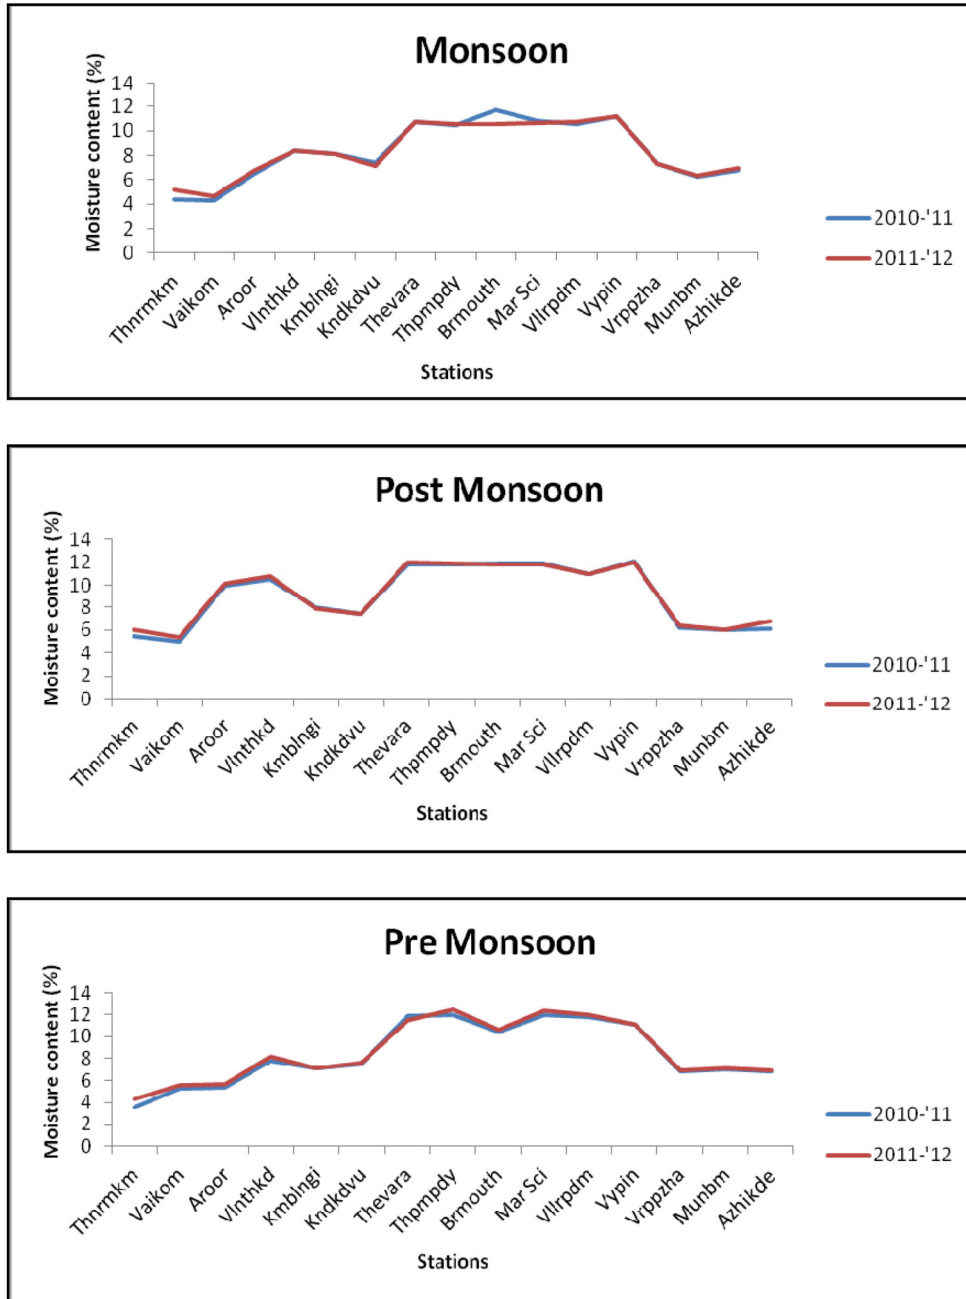 Monsoon
Moisture content (%)
14
12
10
8
6
4
2
0
Thnrmkm
Vaikom
Aroor
Vlnthkd
Kmblngi
Kndkdvu
Thevara
Thpmpdy
Brmouth
Mar Sci
Vllrpdm
Vypin
Vrppzha
Munbm
Azhikde
Stations
2010-'11
2011-'12
Post Monsoon
Moisture content (%)
14
12
10
8
6
4
2
0
Thnrmkm
Vaikom
Aroor
Vlnthkd
Kmblngi
Kndkdvu
Thevara
Thpmpdy
Brmouth
Mar Sci
Vllrpdm
Vypin
Vrppzha
Munbm
Azhikde
Stations
2010-'11
2011-'12
Pre Monsoon
Moisture content (%)
14
12
10
8
6
4
2
0
Thnrmkm
Vaikom
Aroor
Vlnthkd
Kmblngi
Kndkdvu
Thevara
Thpmpdy
Brmouth
Mar Sci
Vllrpdm
Vypin
Vrppzha
Munbm
Azhikde
Stations
2010-'11
2011-'12